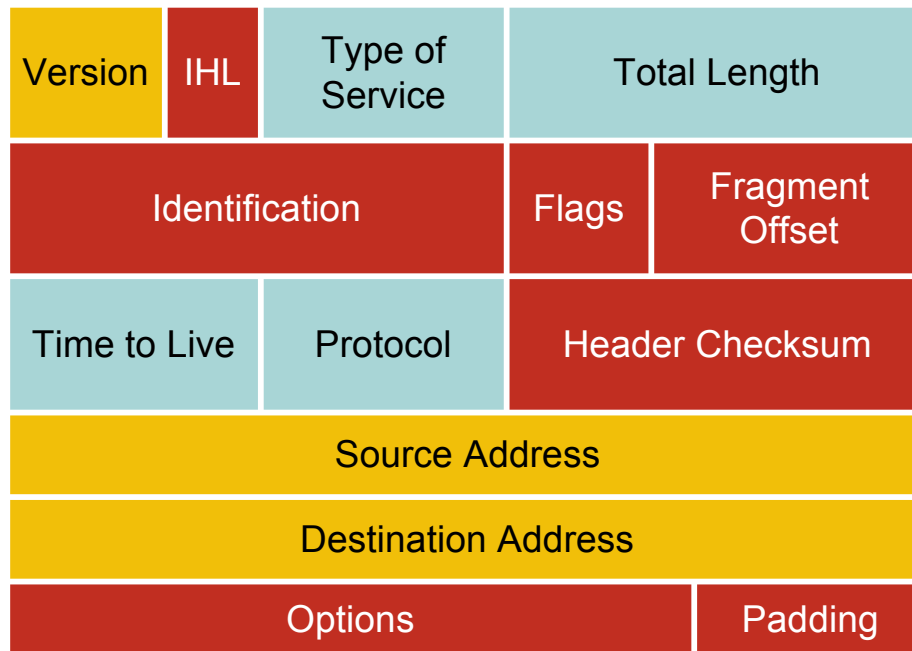 Version
IHL
Type of
Service
Total Length
Identification
Flags
Fragment
Offset
Time to Live
Protocol
Header Checksum
Source Address
Destination Address
Options
Padding